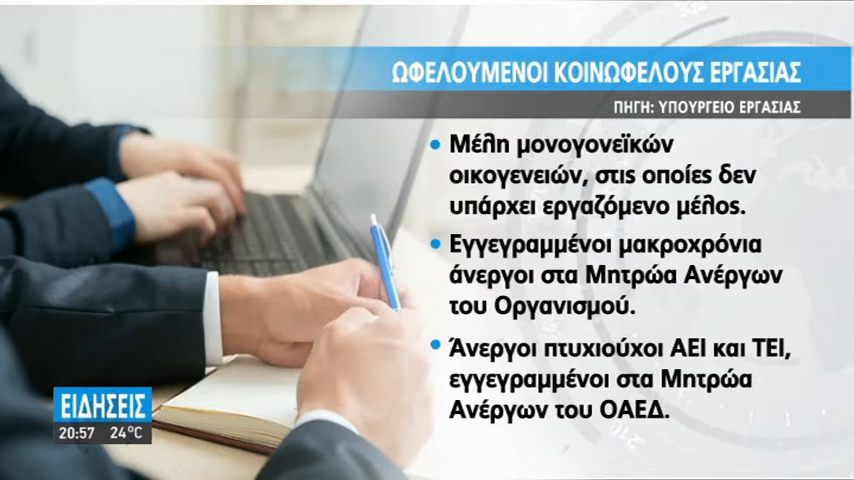 ΩΦΕΛΟΥΜΕΝΟΙ ΚΟΙΝΩΦΕΛΟΥΣ ΕΡΓΑΣΙΑΣ
ΠΗΓΗ: ΥΠΟΥΡΓΕΙΟ ΕΡΓΑΣΙΑΣ
• Μέλη μονογονεϊκών
οικογενειών, στις οποίες δεν
υπάρχει εργαζόμενο μέλος.
• Εγγεγραμμένοι μακροχρόνια
άνεργοι στα Μητρώα Ανέργων
του Οργανισμού.
• Άνεργοι πτυχιούχοι ΑΕΙ και ΤΕΙ,
εγγεγραμμένοι στα Μητρώα
Ανέργων του ΟΑΕΔ.
ΕΙΔΗΣΕΙΣ
20:57 24°C